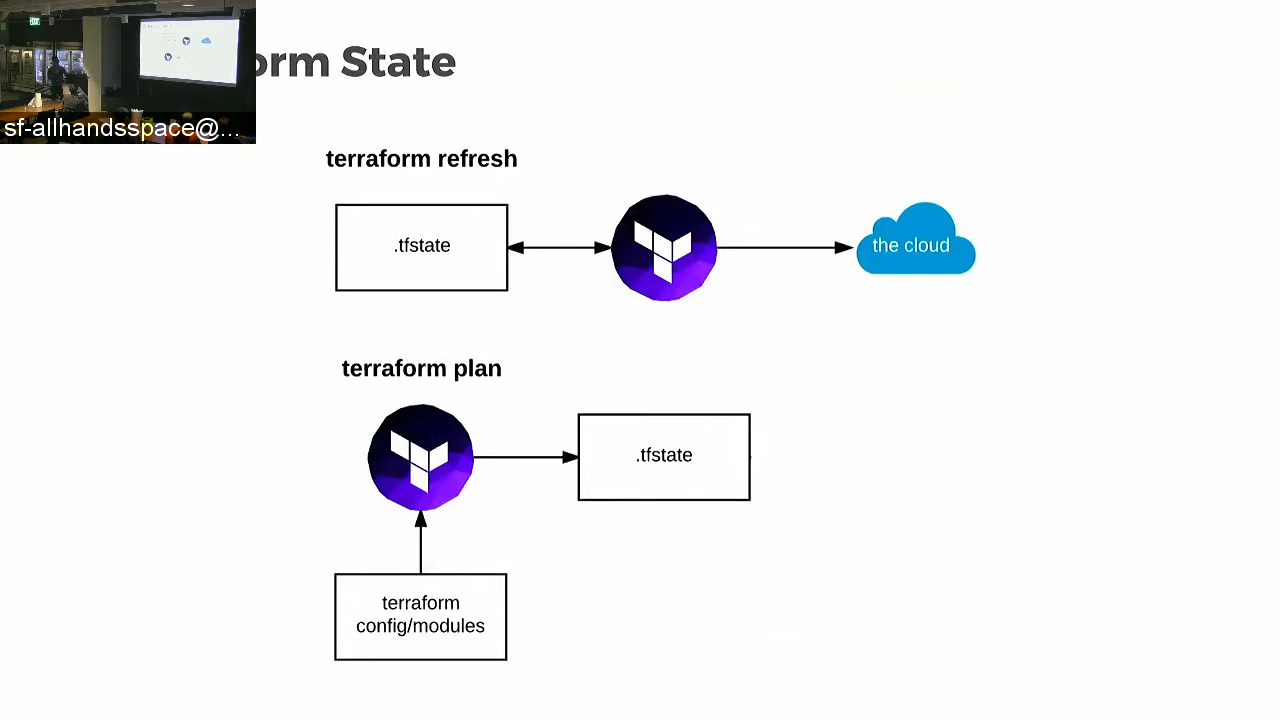 orm State
sf-allhandsspace@...
terraform refresh
.tfstate
the cloud
terraform plan
.tfstate
terraform
config/modules